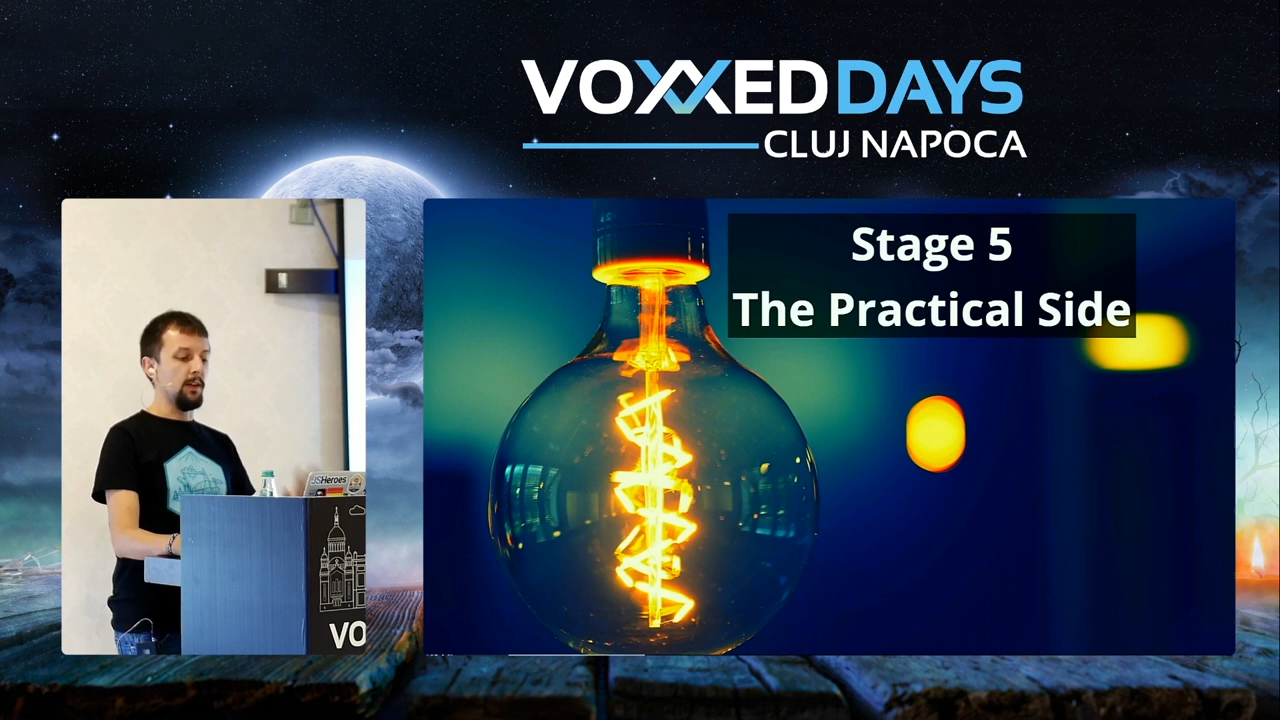 VOXXED DAYS
CLUJ NAPOCA
Stage 5
The Practical Side
JSHeroes
VO